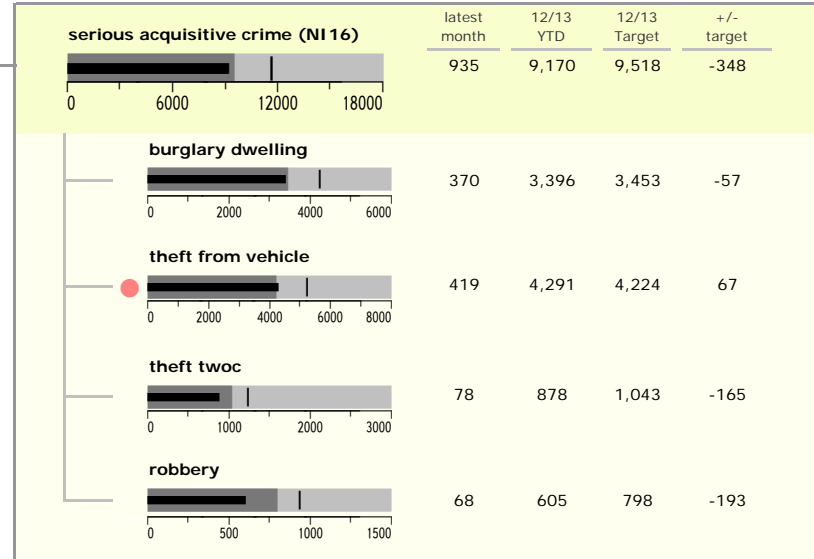 latest 12/13 12/13 +/-
month YTD Target target
serious acquisitive crime (NI16)
935 9,170 9,518 -348
0 6000 12000 18000
burglary dwelling
370 3,396 3,453 -57
0 2000 4000 6000
theft from vehicle
419 4,291 4,224 67
0 2000 4000 6000 8000
theft twoc
78 878 1,043 -165
0 1000 2000 3000
robbery
68 605 798 -193
0 500 1000 1500